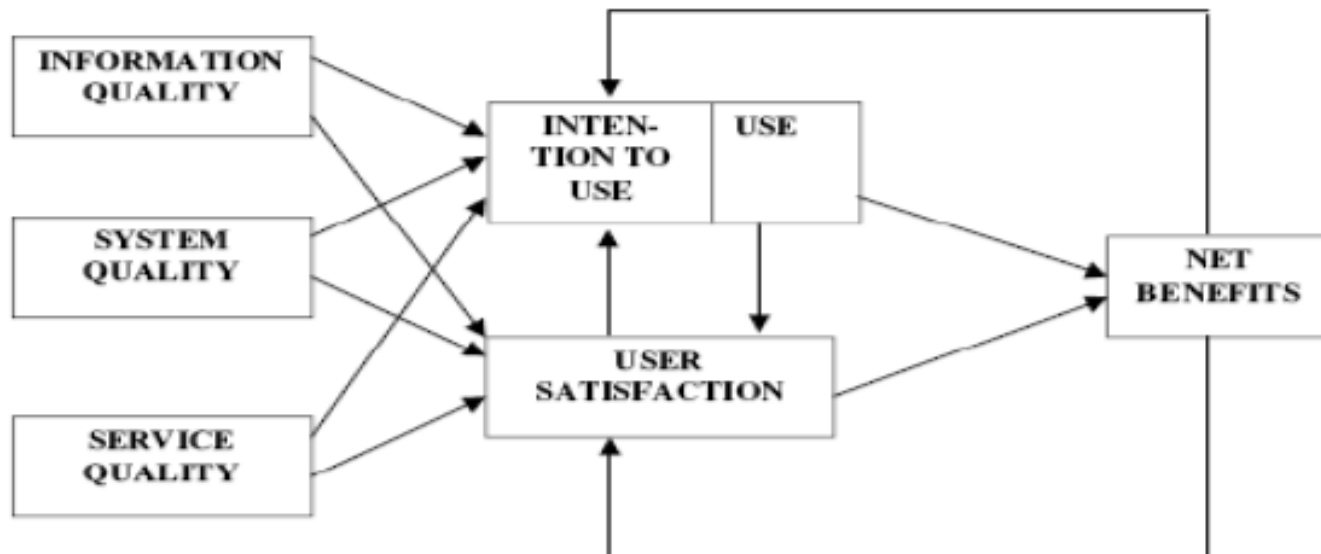 INFORMATION
QUALITY
INTEN-
TION TO
USE
USE
SYSTEM
QUALITY
NET
BENEFITS
USER
SATISFACTION
SERVICE
QUALITY